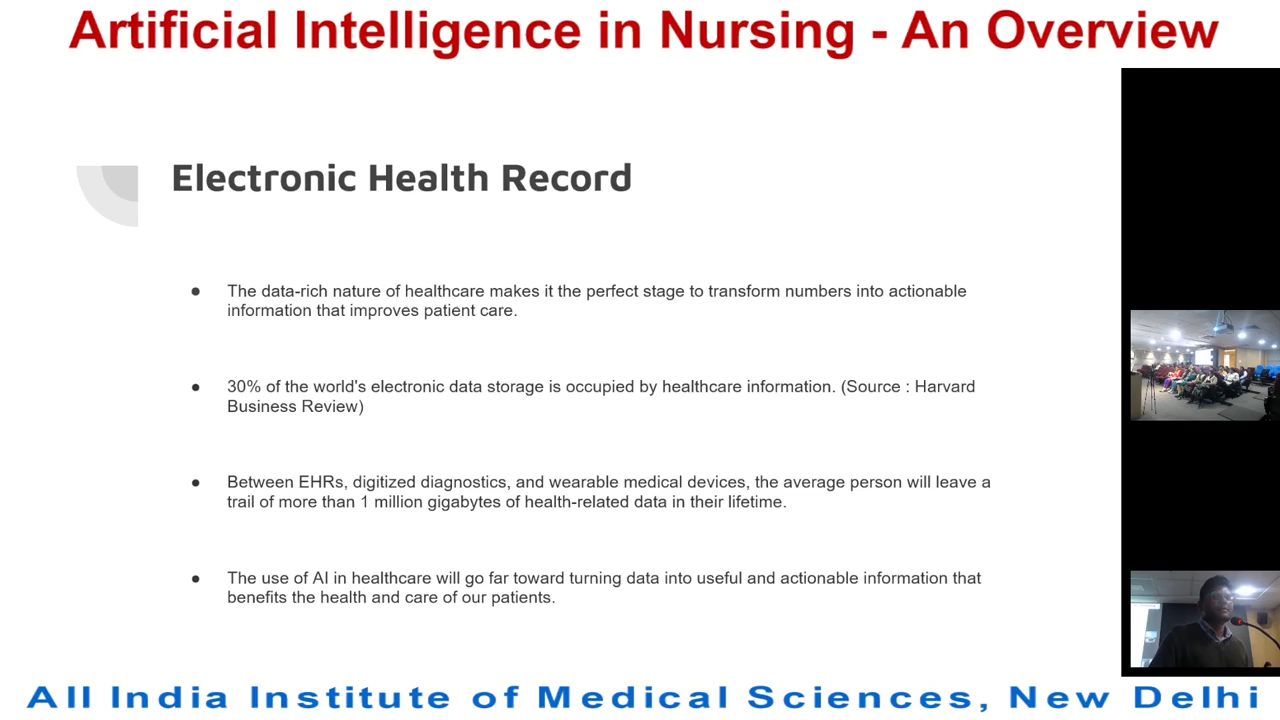 Artificial Intelligence in Nursing - An Overview
Electronic Health Record
● The data-rich nature of healthcare makes it the perfect stage to transform numbers into actionable
information that improves patient care.
● 30% of the world's electronic data storage is occupied by healthcare information. (Source : Harvard
Business Review)
● Between EHRs, digitized diagnostics, and wearable medical devices, the average person will leave a
trail of more than 1 million gigabytes of health-related data in their lifetime.
● The use of AI in healthcare will go far toward turning data into useful and actionable information that
benefits the health and care of our patients.
All India Institute of Medical Sciences, New Delhi